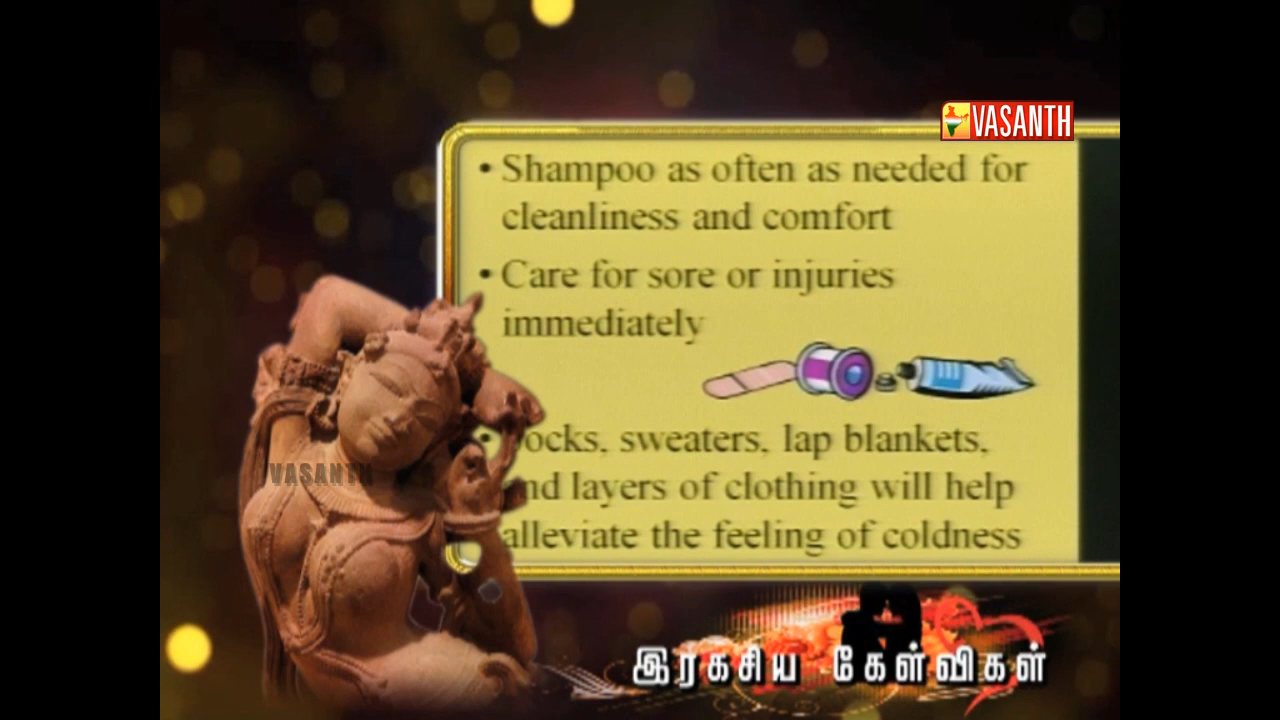 VASANTH
• Shampoo as often as needed for
cleanliness and comfort
• Care for sore or injuries
immediately
• sweaters, lap blankets,
layers of clothing will help
alleviate the feeling of coldness
VASANTH
இரகசிய கேள்விகள்